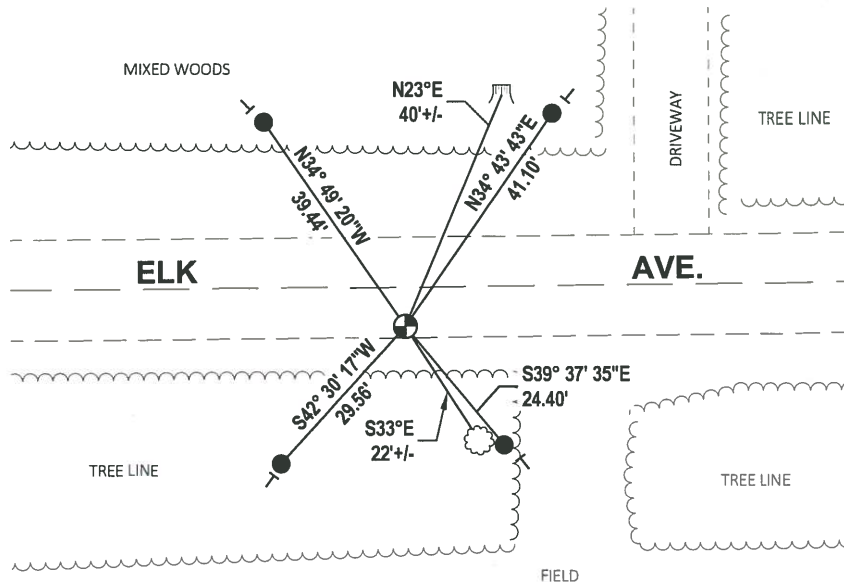 MIXED WOODS
N23°E
40'+/-
N34° 43' 43"E
41.10'
DRIVEWAY
TREE LINE
N34° 49' 20"W
39.44'
ELK AVE.
S42° 30' 17"W
29.56'
S39° 37' 35"E
24.40'
S33°E
22'+/-
TREE LINE
TREE LINE
FIELD